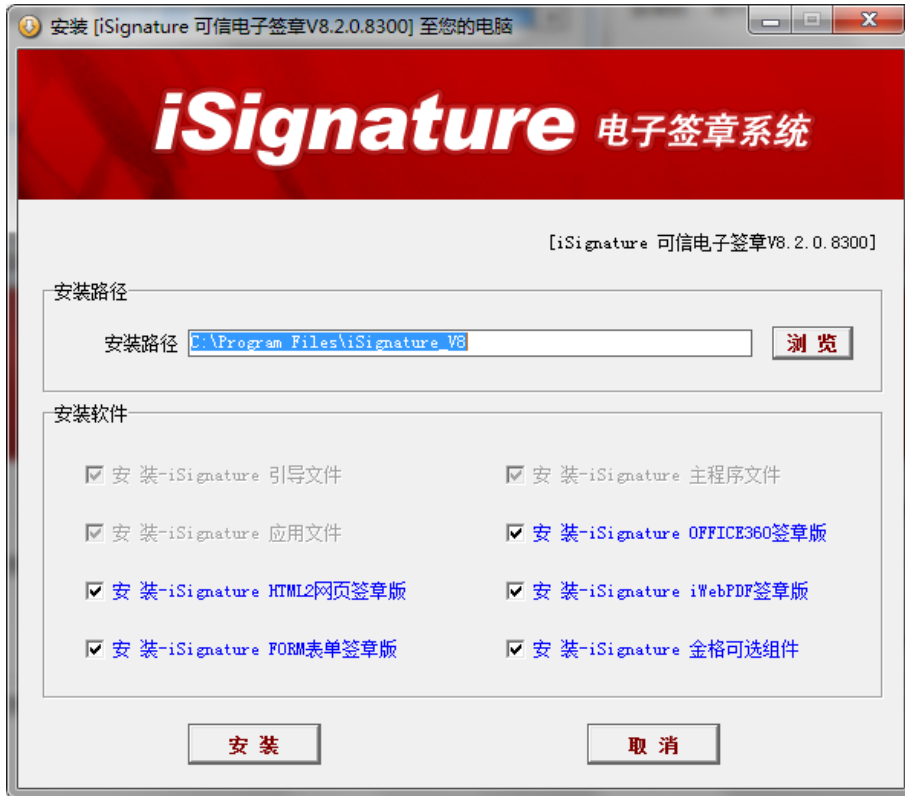 安装 [iSignature 可信电子签章V8.2.0.8300] 至您的电脑
iSignature 电子签章系统
[iSignature 可信电子签章V8.2.0.8300]
安装路径
安装路径 C:\Program Files\iSignature_V8 浏 览
安装软件
安 装-iSignature 引导文件 安 装-iSignature 主程序文件
安 装-iSignature 应用文件 安 装-iSignature OFFICE360签章版
安 装-iSignature HTML2网页签章版 安 装-iSignature iWebPDF签章版
安 装-iSignature FORM表单签章版 安 装-iSignature 金格可选组件
安 装 取 消